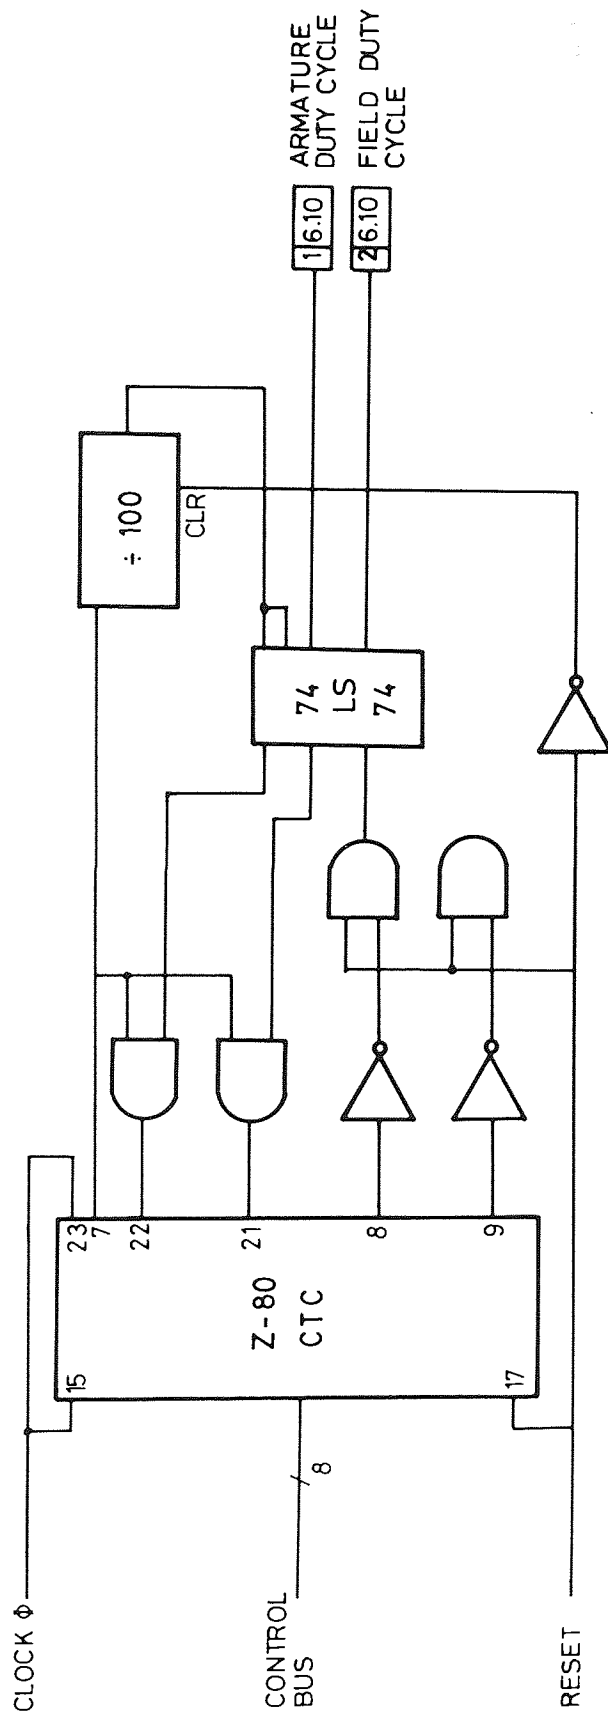 CLOCK Φ
CONTROL
BUS
RESET
15
17
Z-80
CTC
23
7
22
21
8
9
8
÷ 100
CLR
74
LS
74
1 6.10
ARMATURE
DUTY CYCLE
2 6.10
FIELD DUTY
CYCLE